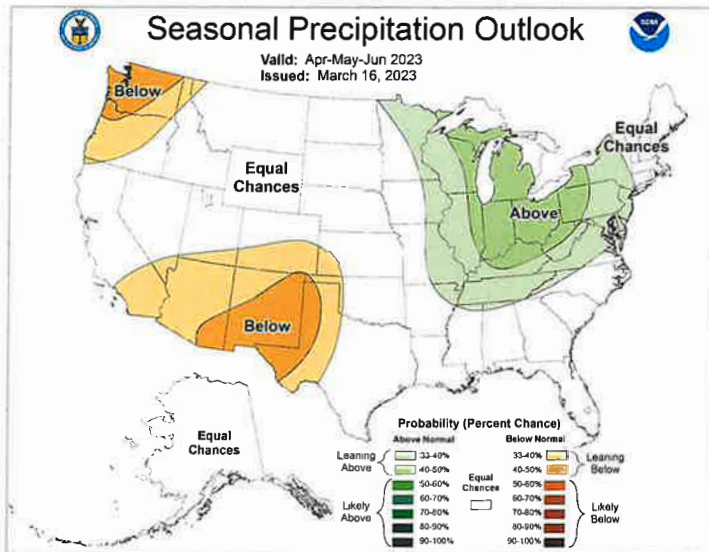 Seasonal Precipitation Outlook
Valid: Apr-May-Jun 2023
Issued: March 16, 2023
NOAA
Below
Equal
Chances
Equal
Chances
Above
Below
Equal
Chances
Probability (Percent Chance)
Above Normal
Below Normal
Leaning
Above
33-40%
40-50%
Likely
Above
50-60%
60-70%
70-80%
80-90%
90-100%
Equal
Chances
33-40%
40-50%
Leaning
Below
50-60%
60-70%
70-80%
80-90%
90-100%
Likely
Below